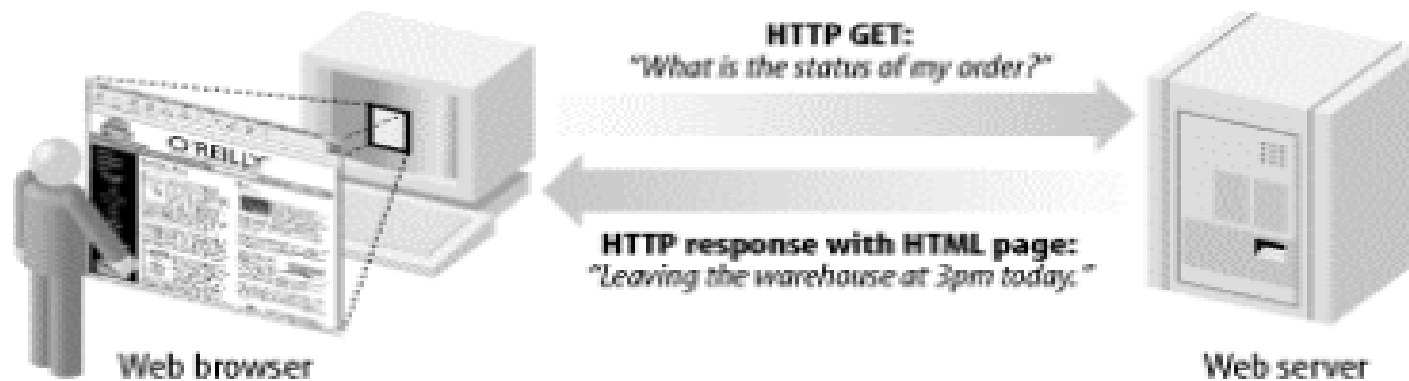 HTTP GET:
"What is the status of my order?"
O'REILLY
HTTP response with HTML page:
"Leaving the warehouse at 3pm today."
Web browser
Web server